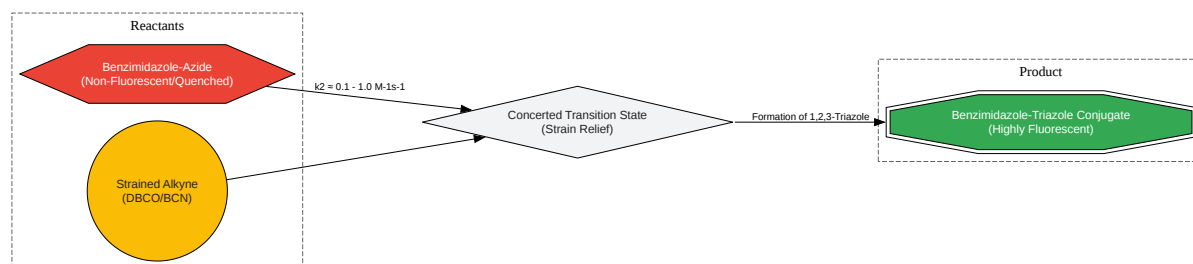 Reactants
Benzimidazole-Azide
(Non-Fluorescent/Quenched)
k2 ≈ 0.1 - 1.0 M-1s-1
Strained Alkyne
(DBCO/BCN)
Concerted Transition State
(Strain Relief)
Formation of 1,2,3-Triazole
Product
Benzimidazole-Triazole Conjugate
(Highly Fluorescent)